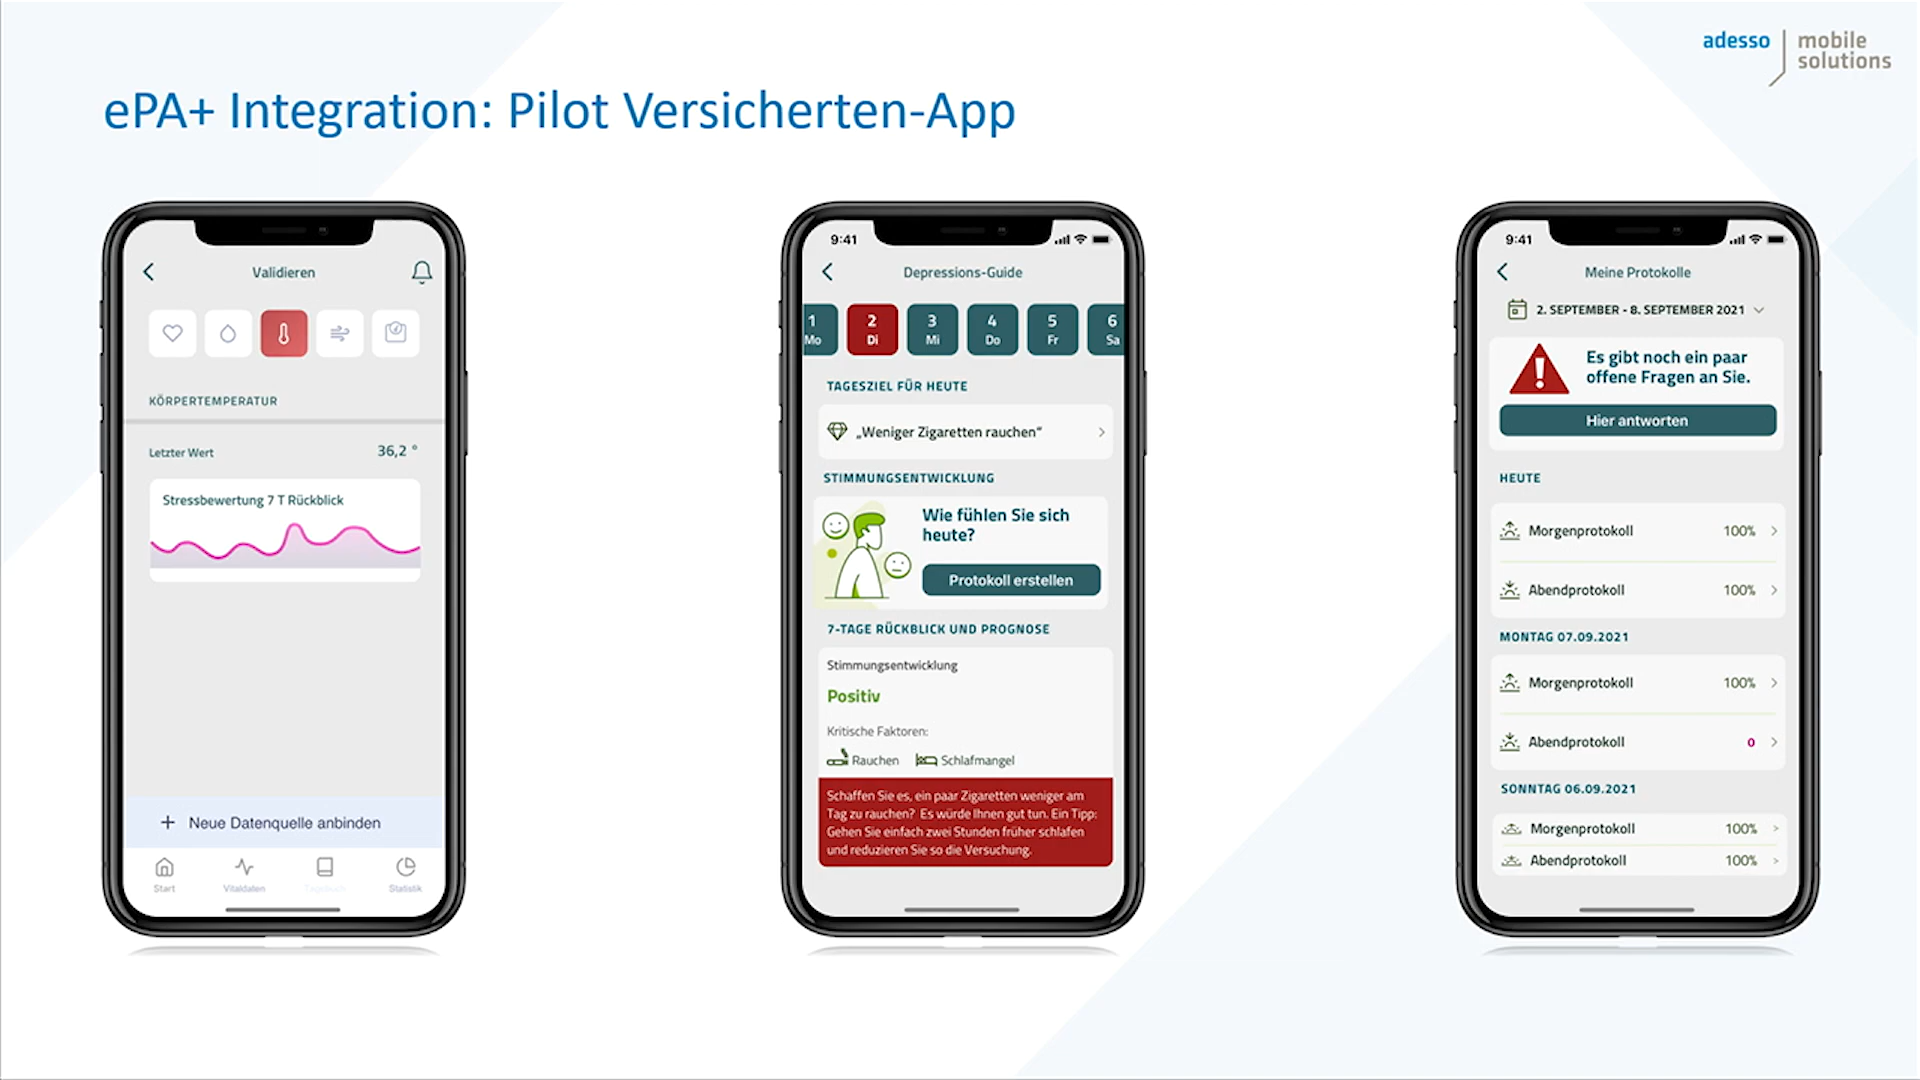 adesso
mobile
solutions
ePA+ Integration: Pilot Versicherten-App
Validieren
KÖRPERTEMPERATUR
Letzter Wert 36,2 °
Stressbewertung 7 T Rückblick
+ Neue Datenquelle anbinden
Start Vitaldaten Tagebuch Statistik
9:41
Depressions-Guide
1 2 3 4 5 6
Mo Di Mi Do Fr Sa
TAGESZIEL FÜR HEUTE
„Weniger Zigaretten rauchen“
STIMMUNGSENTWICKLUNG
Wie fühlen Sie sich
heute?
Protokoll erstellen
7-TAGE RÜCKBLICK UND PROGNOSE
Stimmungsentwicklung
Positiv
Kritische Faktoren:
Rauchen Schlafmangel
Schaffen Sie es, ein paar Zigaretten weniger am
Tag zu rauchen? Es würde Ihnen gut tun. Ein Tipp:
Gehen Sie einfach zwei Stunden früher schlafen
und reduzieren Sie so die Versuchung.
9:41
Meine Protokolle
2. SEPTEMBER - 8. SEPTEMBER 2021
Es gibt noch ein paar
offene Fragen an Sie.
Hier antworten
HEUTE
Morgenprotokoll 100%
Abendprotokoll 100%
MONTAG 07.09.2021
Morgenprotokoll 100%
Abendprotokoll 0
SONNTAG 06.09.2021
Morgenprotokoll 100%
Abendprotokoll 100%